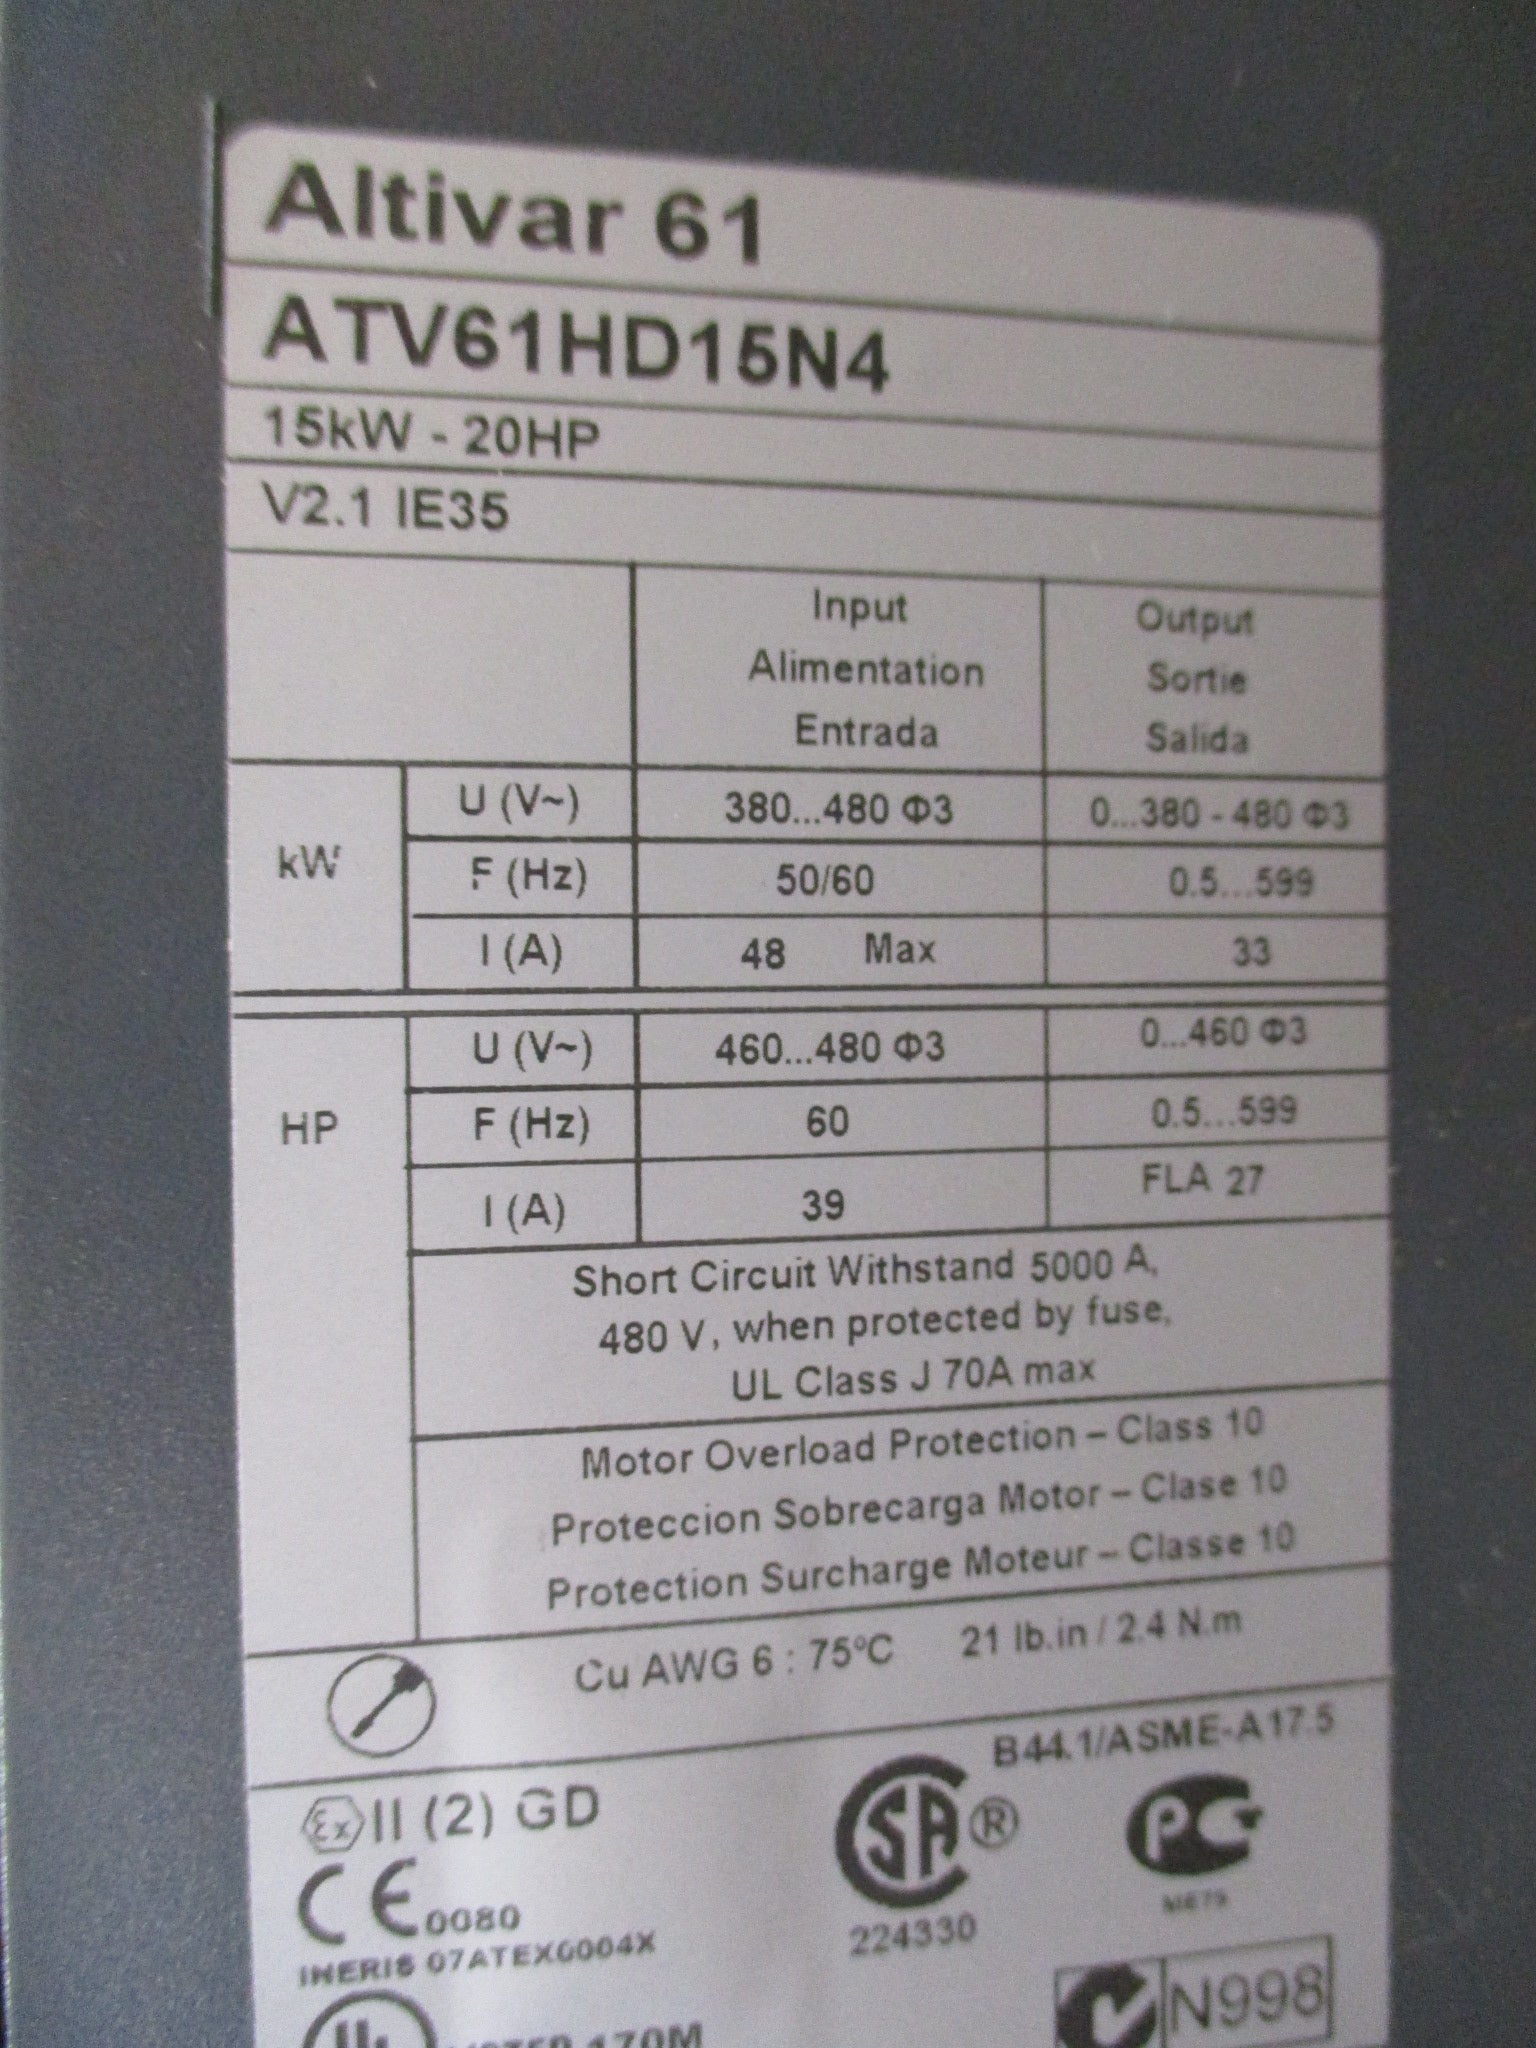 Altivar 61
ATV61HD15N4
15kW - 20HP
V2.1 IE35
Input Output
Alimentation Sortie
Entrada Salida
kW
U (V~) 380...480 Φ3 0...380 - 480 Φ3
F (Hz) 50/60 0.5...599
I (A) 48 Max 33
HP
U (V~) 460...480 Φ3 0...460 Φ3
F (Hz) 60 0.5...599
I (A) 39 FLA 27
Short Circuit Withstand 5000 A,
480 V, when protected by fuse,
UL Class J 70A max
Motor Overload Protection – Class 10
Proteccion Sobrecarga Motor – Clase 10
Protection Surcharge Moteur – Classe 10
Cu AWG 6 : 75°C 21 lb.in / 2.4 N.m
B44.1/ASME-A17.5
Ex II (2) GD
CE 0080
INERIS 07ATEX0004X
SA ®
224330
PC
UL
170M
N998